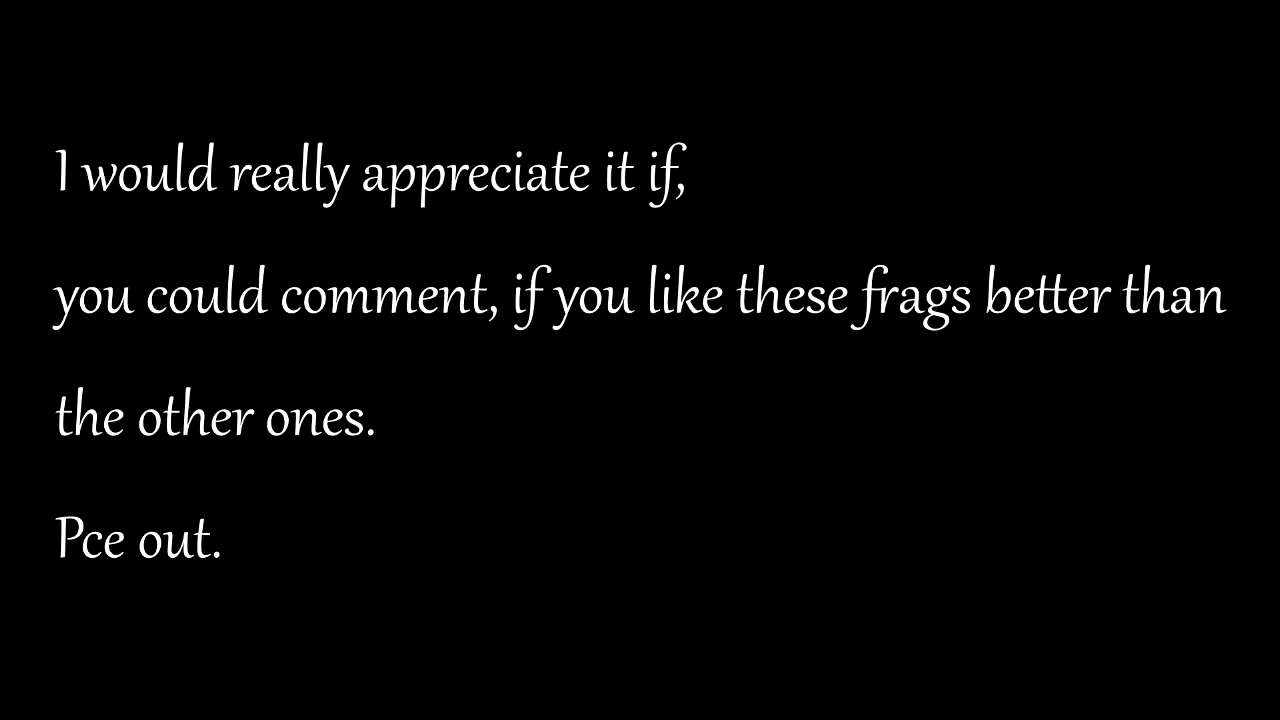 I would really appreciate it if,
you could comment, if you like these frags better than
the other ones.
Pce out.